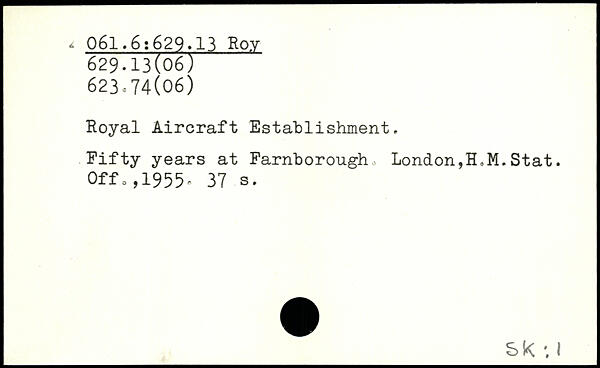 061.6:629.13 Roy
629.13(06)
623.74(06)
Royal Aircraft Establishment.
Fifty years at Farnborough. London,H.M.Stat.
Off.,1955. 37 s.
SK:1